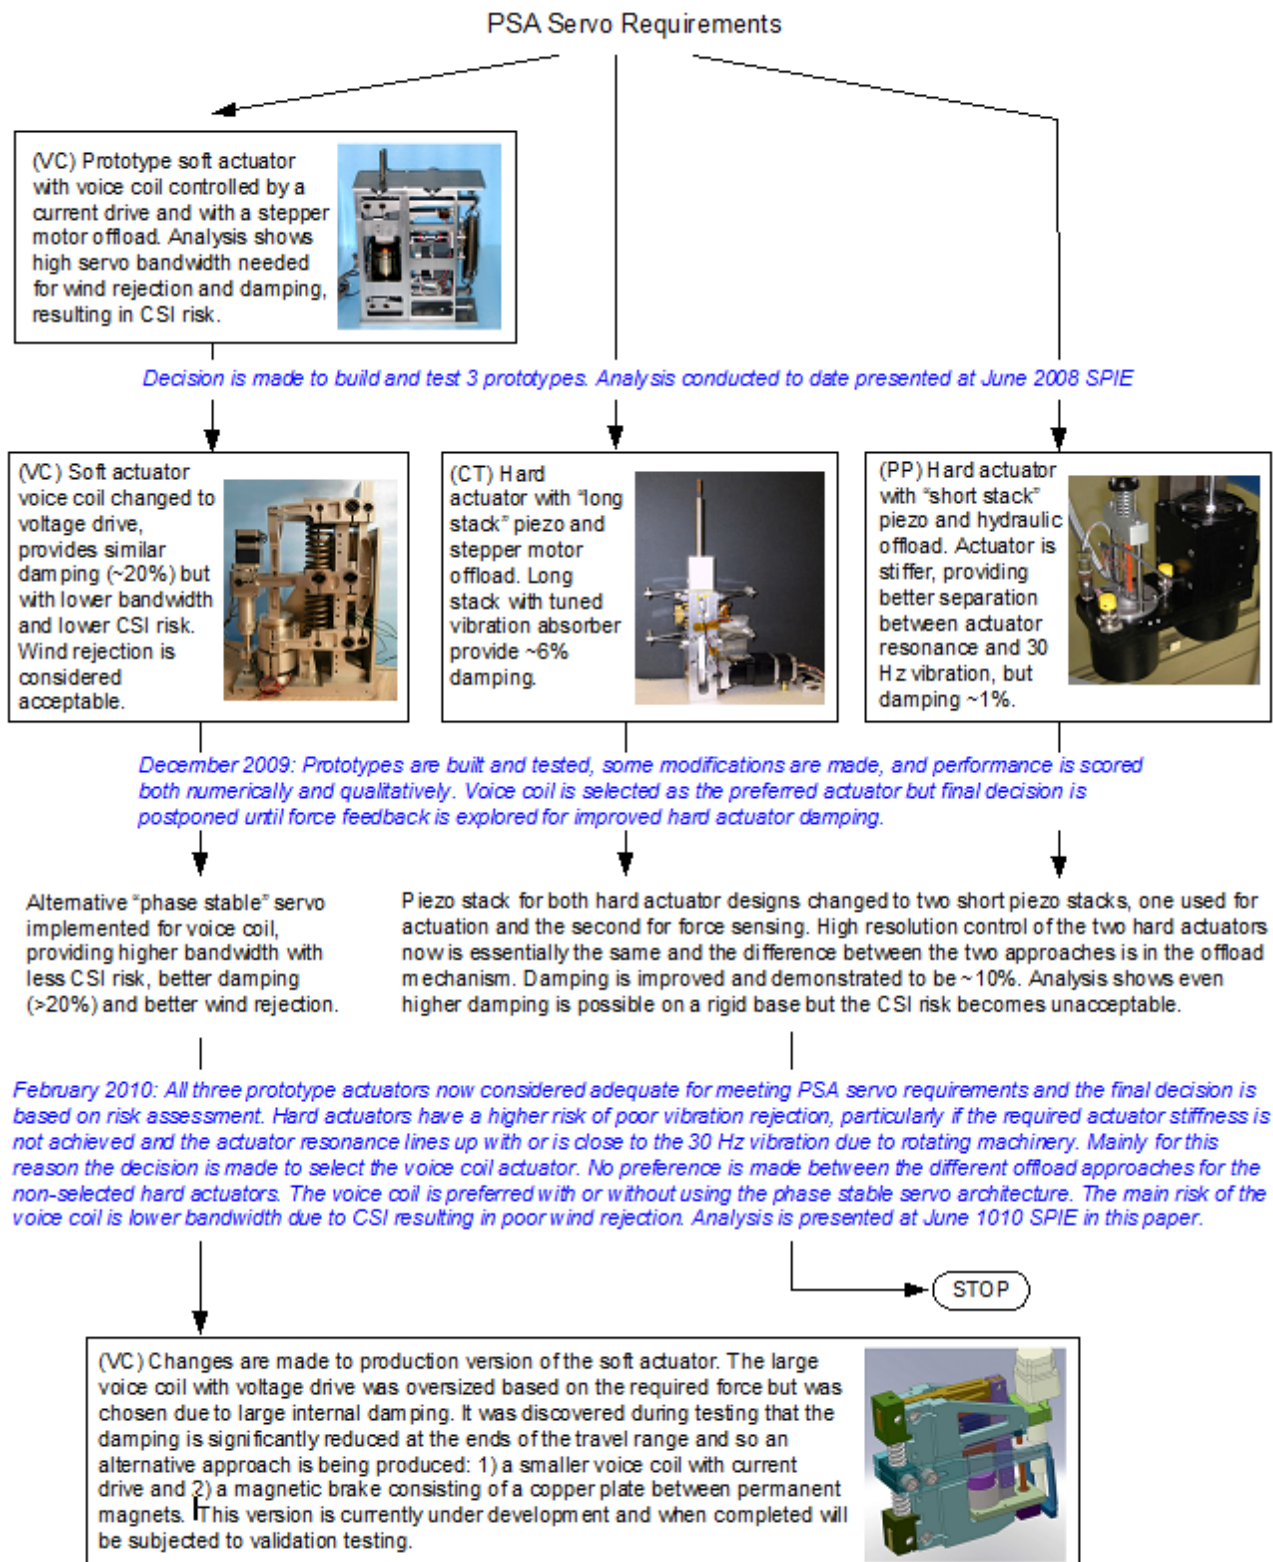 PSA Servo Requirements
(VC) Prototype soft actuator
with voice coil controlled by a
current drive and with a stepper
motor offload. Analysis shows
high servo bandwidth needed
for wind rejection and damping,
resulting in CSI risk.
Decision is made to build and test 3 prototypes. Analysis conducted to date presented at June 2008 SPIE
(VC) Soft actuator
voice coil changed to
voltage drive,
provides similar
damping (~20%) but
with lower bandwidth
and lower CSI risk.
Wind rejection is
considered
acceptable.
(CT) Hard
actuator with "long
stack" piezo and
stepper motor
offload. Long
stack with tuned
vibration absorber
provide ~6%
damping.
(PP) Hard actuator
with "short stack"
piezo and hydraulic
offload. Actuator is
stiffer, providing
better separation
between actuator
resonance and 30
Hz vibration, but
damping ~1%.
December 2009: Prototypes are built and tested, some modifications are made, and performance is scored
both numerically and qualitatively. Voice coil is selected as the preferred actuator but final decision is
postponed until force feedback is explored for improved hard actuator damping.
Alternative "phase stable" servo
implemented for voice coil,
providing higher bandwidth with
less CSI risk, better damping
(>20%) and better wind rejection.
Piezo stack for both hard actuator designs changed to two short piezo stacks, one used for
actuation and the second for force sensing. High resolution control of the two hard actuators
now is essentially the same and the difference between the two approaches is in the offload
mechanism. Damping is improved and demonstrated to be ~10%. Analysis shows even
higher damping is possible on a rigid base but the CSI risk becomes unacceptable.
February 2010: All three prototype actuators now considered adequate for meeting PSA servo requirements and the final decision is
based on risk assessment. Hard actuators have a higher risk of poor vibration rejection, particularly if the required actuator stiffness is
not achieved and the actuator resonance lines up with or is close to the 30 Hz vibration due to rotating machinery. Mainly for this
reason the decision is made to select the voice coil actuator. No preference is made between the different offload approaches for the
non-selected hard actuators. The voice coil is preferred with or without using the phase stable servo architecture. The main risk of the
voice coil is lower bandwidth due to CSI resulting in poor wind rejection. Analysis is presented at June 1010 SPIE in this paper.
STOP
(VC) Changes are made to production version of the soft actuator. The large
voice coil with voltage drive was oversized based on the required force but was
chosen due to large internal damping. It was discovered during testing that the
damping is significantly reduced at the ends of the travel range and so an
alternative approach is being produced: 1) a smaller voice coil with current
drive and 2) a magnetic brake consisting of a copper plate between permanent
magnets. This version is currently under development and when completed will
be subjected to validation testing.